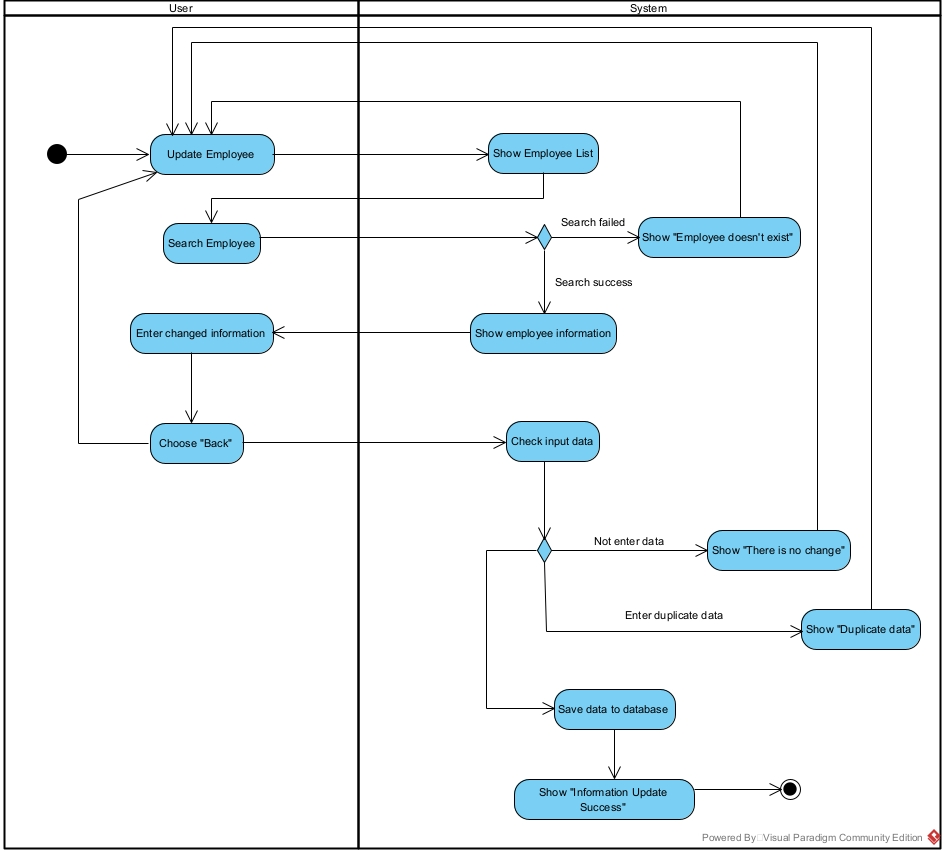 User
System
Update Employee
Show Employee List
Search Employee
Search failed
Show "Employee doesn't exist"
Search success
Enter changed information
Show employee information
Choose "Back"
Check input data
Not enter data
Show "There is no change"
Enter duplicate data
Show "Duplicate data"
Save data to database
Show "Information Update
Success"
Powered By Visual Paradigm Community Edition